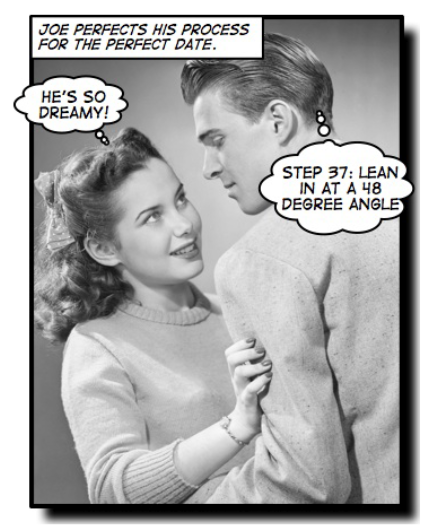 JOE PERFECTS HIS PROCESS
FOR THE PERFECT DATE.
HE'S SO
DREAMY!
STEP 37: LEAN
IN AT A 48
DEGREE ANGLE